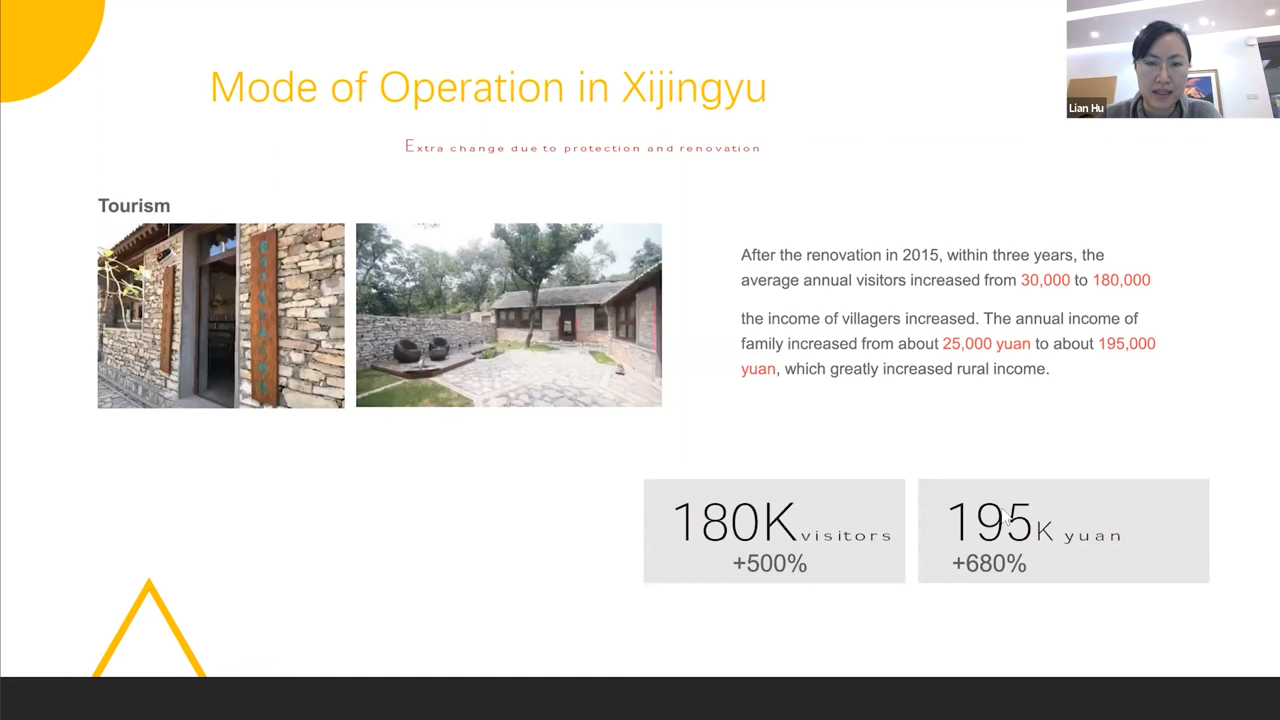 Mode of Operation in Xijingyu
Lian Hu
Extra change due to protection and renovation
Tourism
After the renovation in 2015, within three years, the
average annual visitors increased from 30,000 to 180,000
the income of villagers increased. The annual income of
family increased from about 25,000 yuan to about 195,000
yuan, which greatly increased rural income.
180K visitors
+500%
195K yuan
+680%